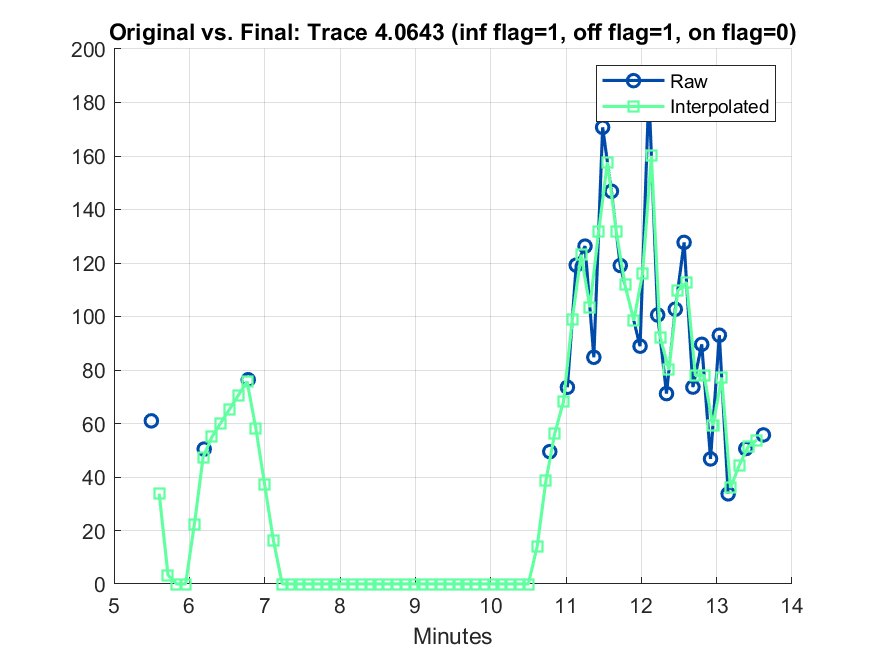 Original vs. Final: Trace 4.0643 (inf flag=1, off flag=1, on flag=0)
200
180
160
140
120
100
80
60
40
20
0
Raw
Interpolated
5 6 7 8 9 10 11 12 13 14
Minutes